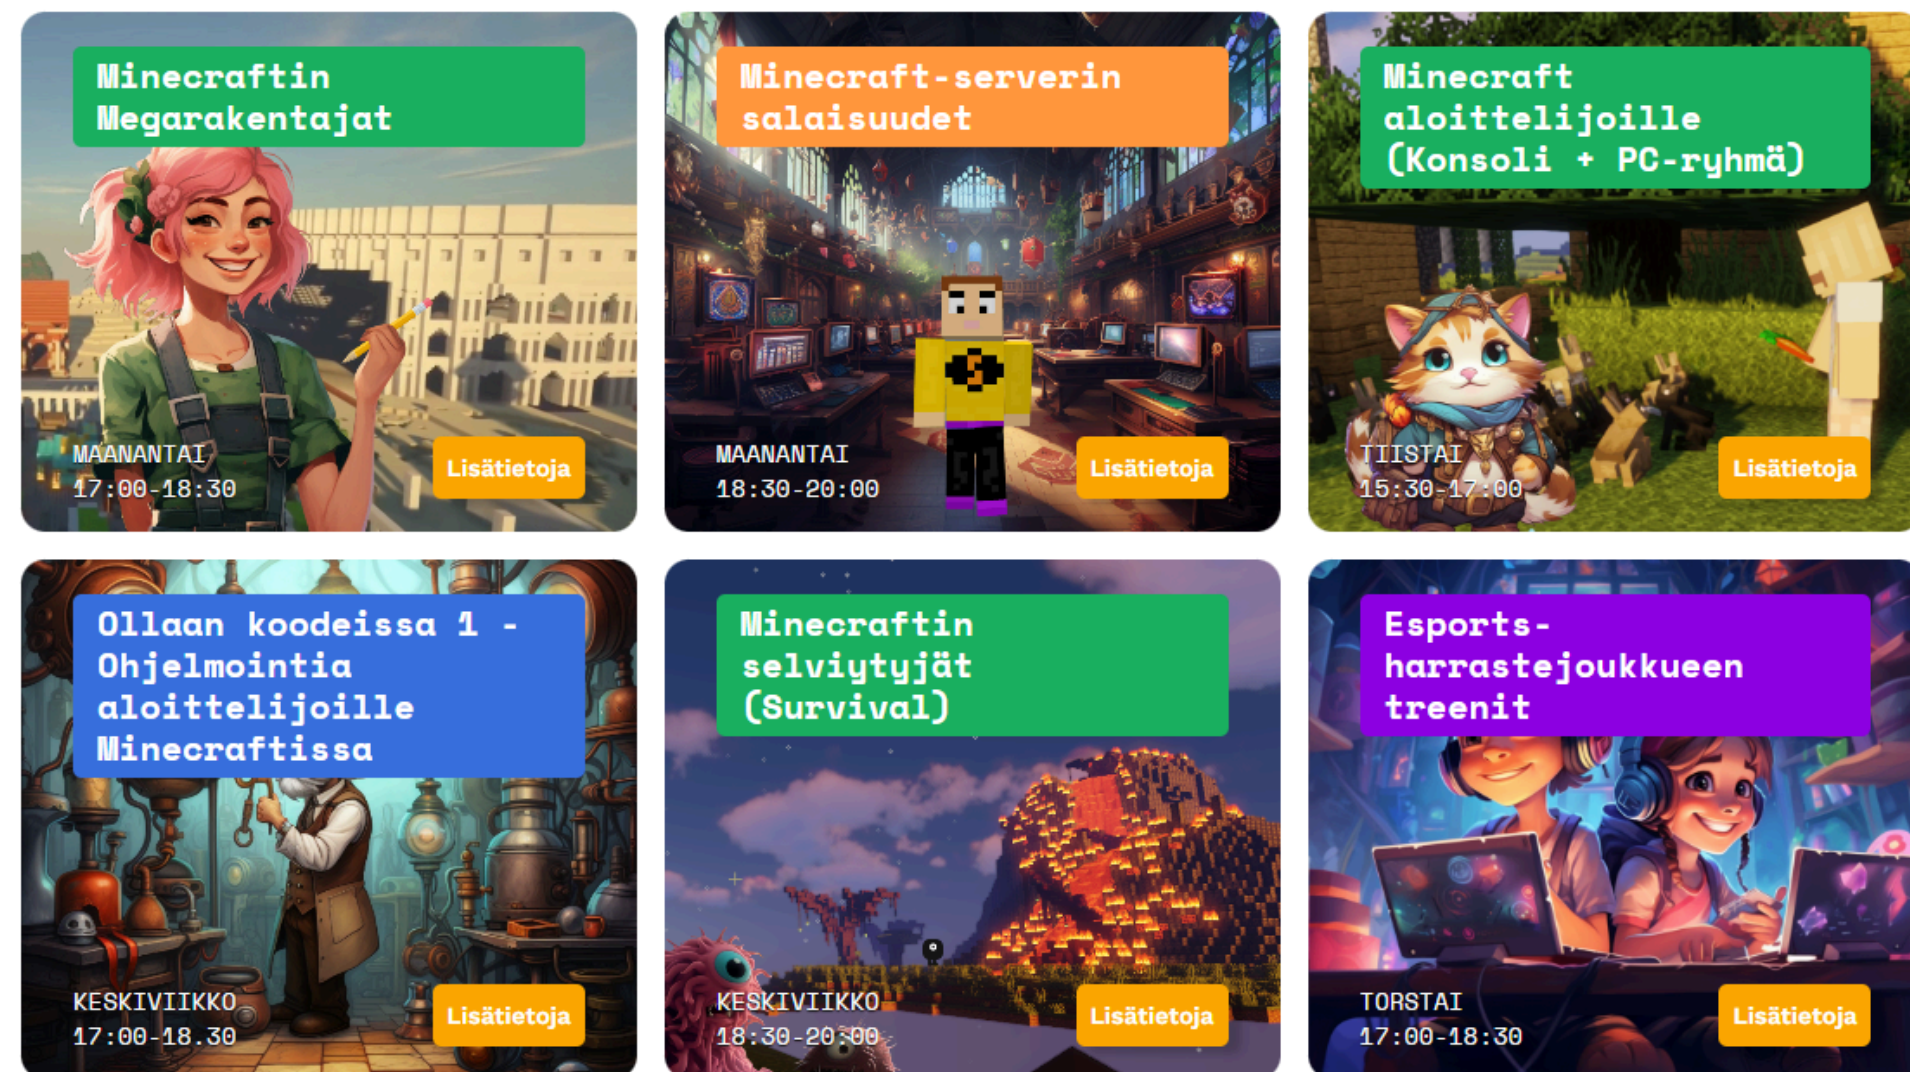 Minecraftin
Megarakentajat
MAANANTAI
17:00-18:30
Lisätietoja
Minecraft-serverin
salaisuudet
MAANANTAI
18:30-20:00
Lisätietoja
Minecraft
aloittelijoille
(Konsoli + PC-ryhmä)
TIISTAI
15:30-17:00
Lisätietoja
Ollaan koodeissa 1 -
Ohjelmointia
aloittelijoille
Minecraftissa
KESKIVIIKKO
17:00-18.30
Lisätietoja
Minecraftin
selviytyjät
(Survival)
KESKIVIIKKO
18:30-20:00
Lisätietoja
Esports-
harrastejoukkueen
treenit
TORSTAI
17:00-18:30
Lisätietoja